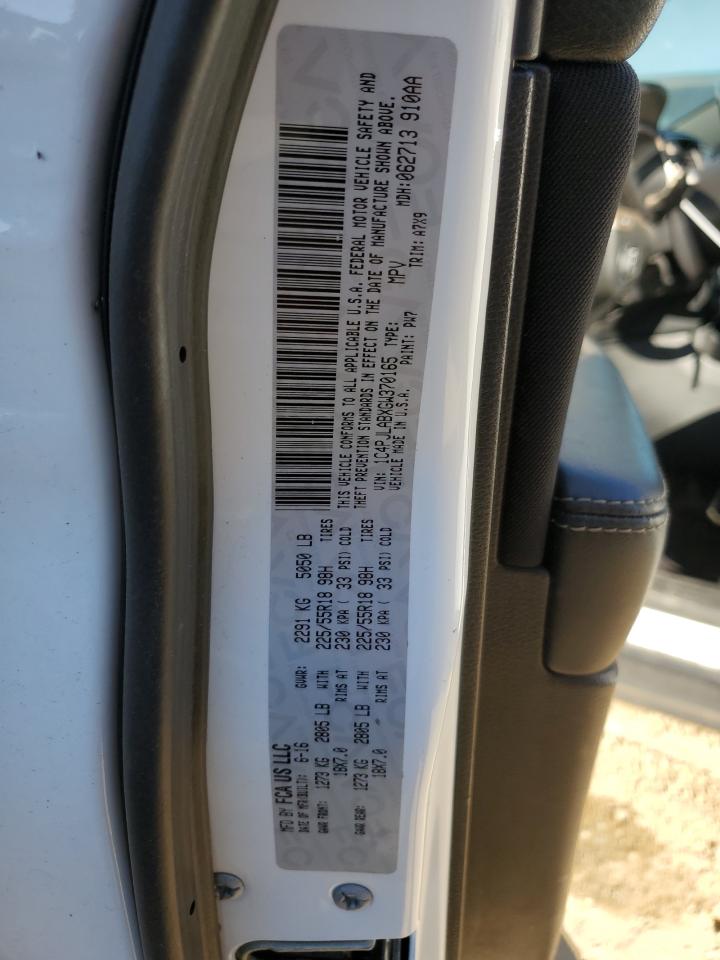 MFD BY FCA US LLC
DATE OF MFR(BUILT): 6-16 GVWR: 2291 KG 5050 LB
GAWR FRONT: 1273 KG 2805 LB WITH 225/55R18 98H TIRES
18X7.0 RIMS AT 230 KPA ( 33 PSI) COLD
GAWR REAR: 1273 KG 2805 LB WITH 225/55R18 98H TIRES
18X7.0 RIMS AT 230 KPA ( 33 PSI) COLD
THIS VEHICLE CONFORMS TO ALL APPLICABLE U.S.A. FEDERAL MOTOR VEHICLE SAFETY AND
THEFT PREVENTION STANDARDS IN EFFECT ON THE DATE OF MANUFACTURE SHOWN ABOVE.
VIN: 1C4PJLABXGW370165 TYPE: MPV MDH:062713 910AA
VEHICLE MADE IN U.S.A. PAINT: PW7 TRIM: A7X9